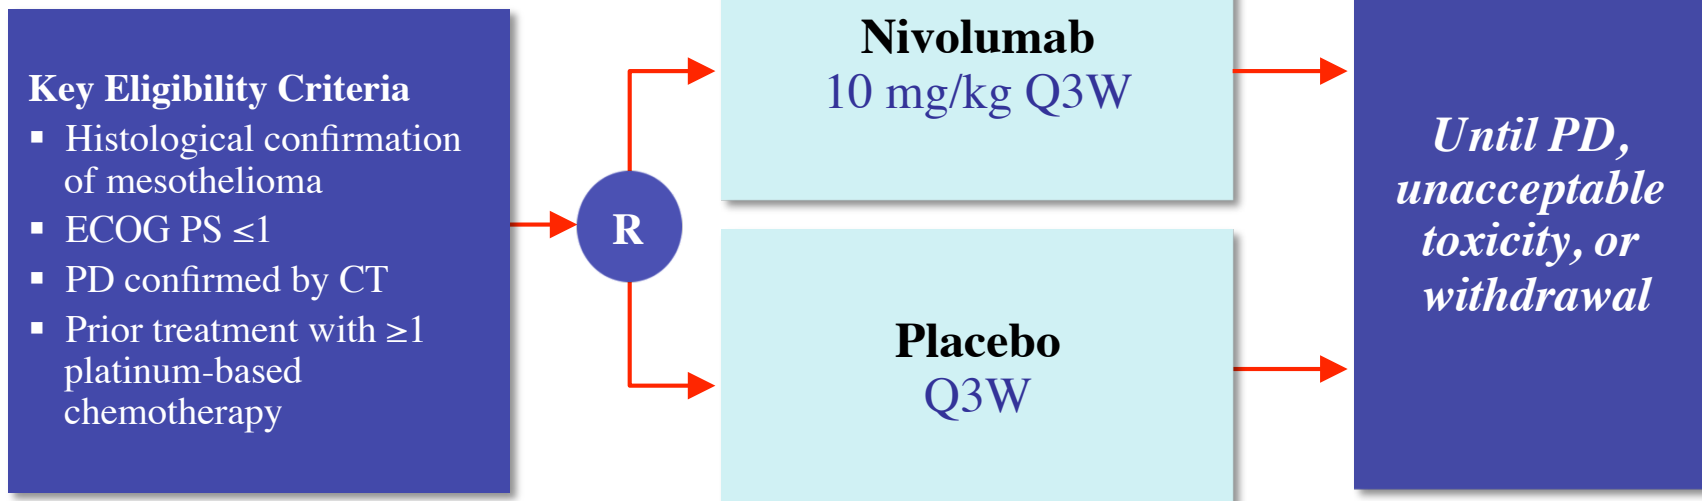 Key Eligibility Criteria
▪ Histological confirmation
of mesothelioma
▪ ECOG PS ≤1
▪ PD confirmed by CT
▪ Prior treatment with ≥1
platinum-based
chemotherapy
R
Nivolumab
10 mg/kg Q3W
Placebo
Q3W
Until PD,
unacceptable
toxicity, or
withdrawal